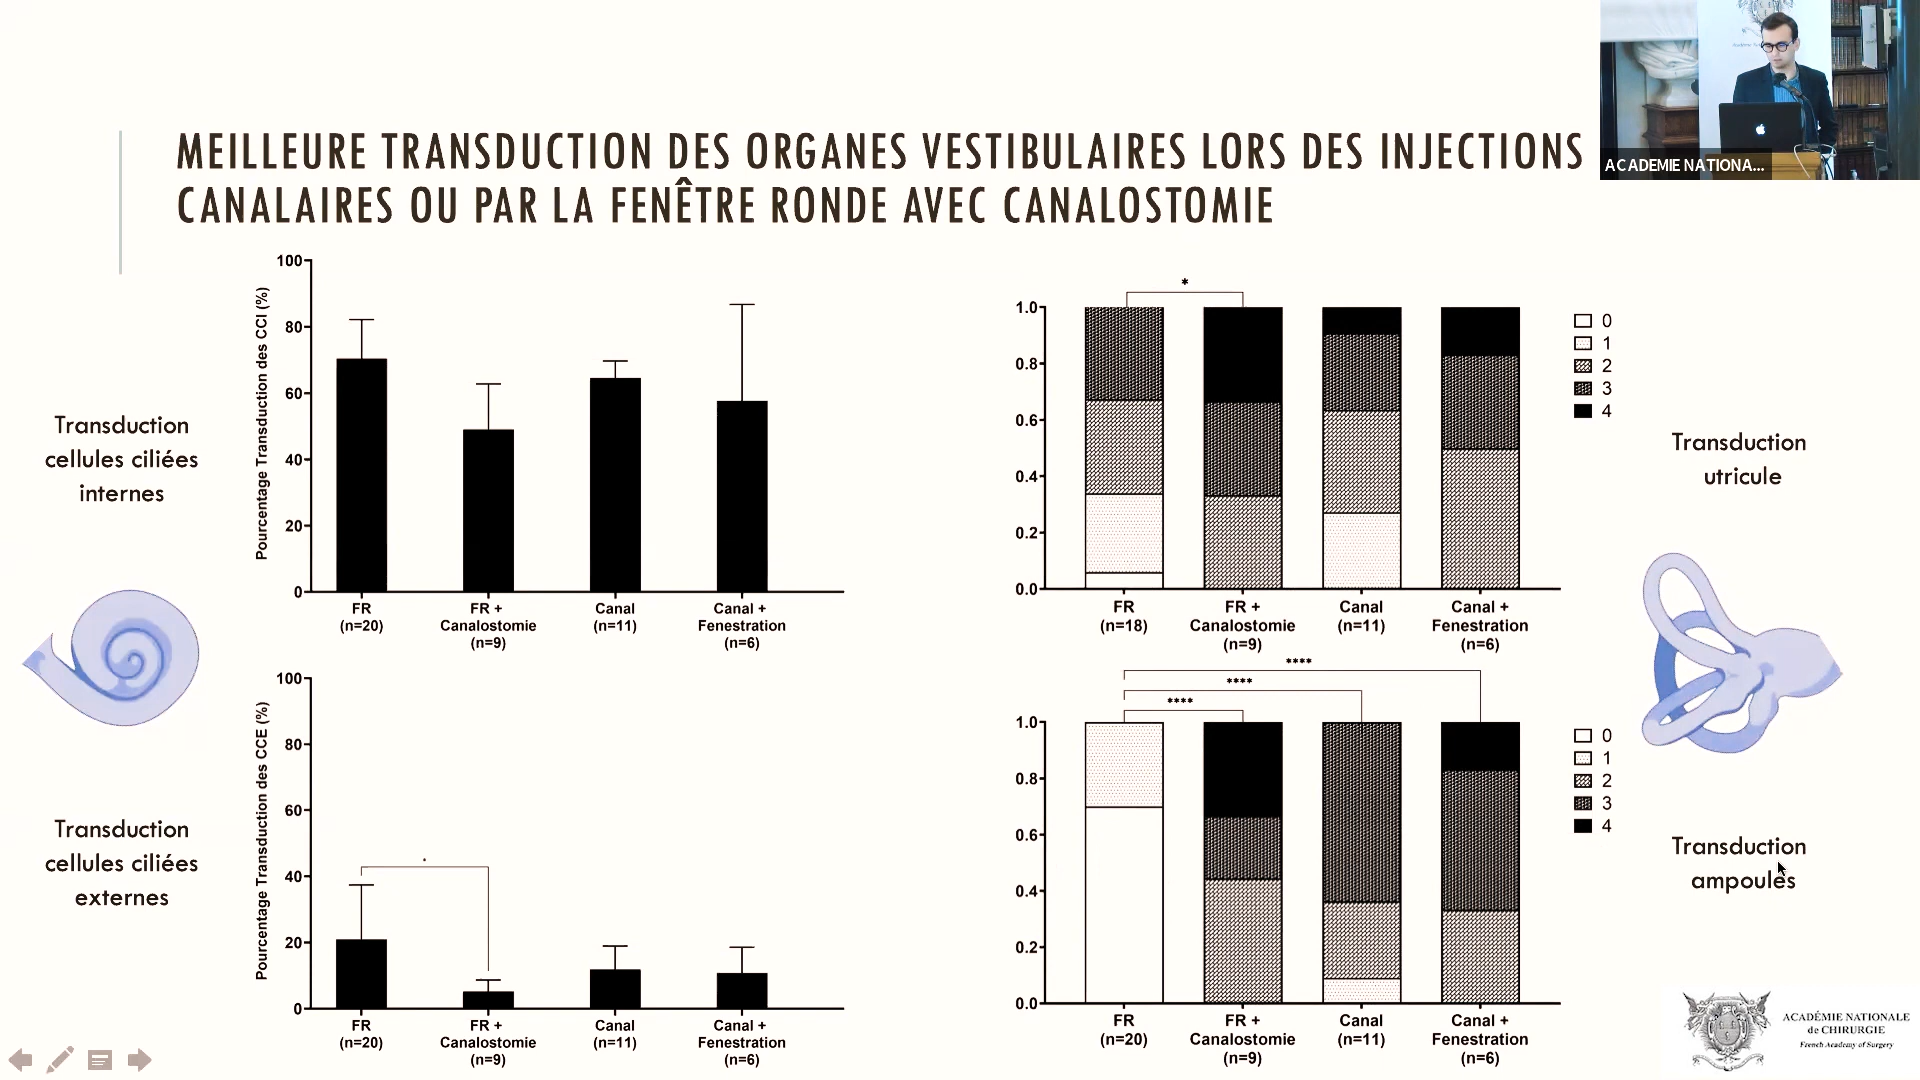 MEILLEURE TRANSDUCTION DES ORGANES VESTIBULAIRES LORS DES INJECTIONS
CANALAIRES OU PAR LA FENÊTRE RONDE AVEC CANALOSTOMIE
ACADEMIE NATIONA...
Transduction
cellules ciliées
internes
Pourcentage Transduction des CCI (%)
100
80
60
40
20
0
FR
(n=20)
FR +
Canalostomie
(n=9)
Canal
(n=11)
Canal +
Fenestration
(n=6)
*
1.0
0.8
0.6
0.4
0.2
0.0
FR
(n=18)
FR +
Canalostomie
(n=9)
Canal
(n=11)
Canal +
Fenestration
(n=6)
0
1
2
3
4
Transduction
utricule
Transduction
cellules ciliées
externes
Pourcentage Transduction des CCE (%)
100
80
60
40
20
0
*
FR
(n=20)
FR +
Canalostomie
(n=9)
Canal
(n=11)
Canal +
Fenestration
(n=6)
****
****
****
1.0
0.8
0.6
0.4
0.2
0.0
FR
(n=20)
FR +
Canalostomie
(n=9)
Canal
(n=11)
Canal +
Fenestration
(n=6)
0
1
2
3
4
Transduction
ampoules
ACADÉMIE NATIONALE
de CHIRURGIE
French Academy of Surgery